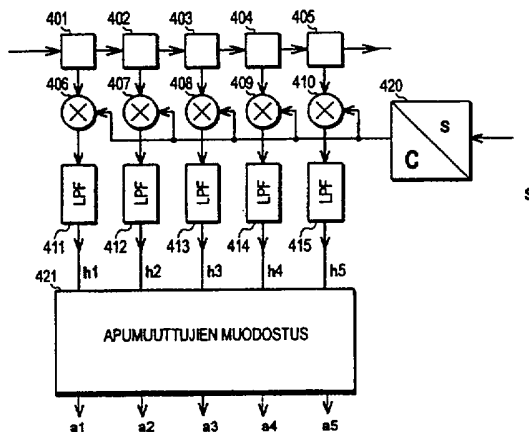 401 402 403 404 405
406 407 408 409 410 420
S
C
S
LPF LPF LPF LPF LPF
411 412 413 414 415
h1 h2 h3 h4 h5
421
APUMUUTTUJIEN MUODOSTUS
a1 a2 a3 a4 a5